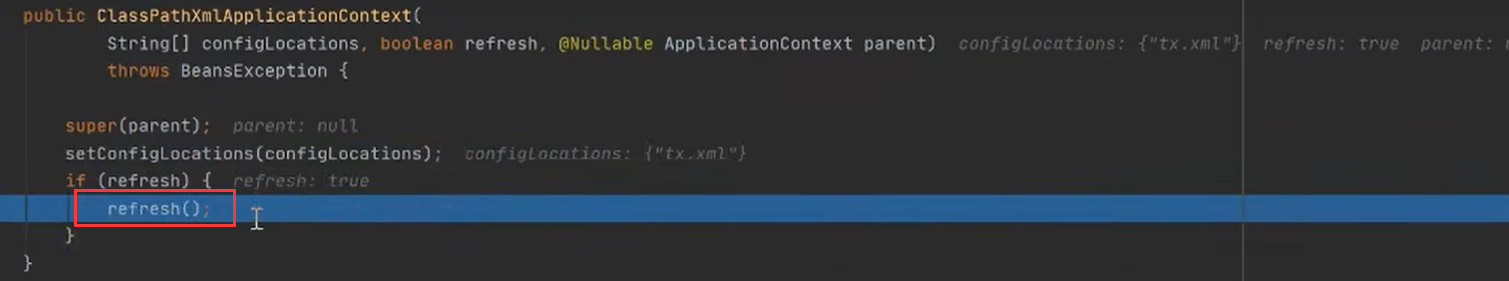 public ClassPathXmlApplicationContext(
String[] configLocations, boolean refresh, @Nullable ApplicationContext parent)  configLocations: {"tx.xml"}  refresh: true  parent:
throws BeansException {
super(parent);  parent: null
setConfigLocations(configLocations);  configLocations: {"tx.xml"}
if (refresh) {  refresh: true
refresh();
}
}